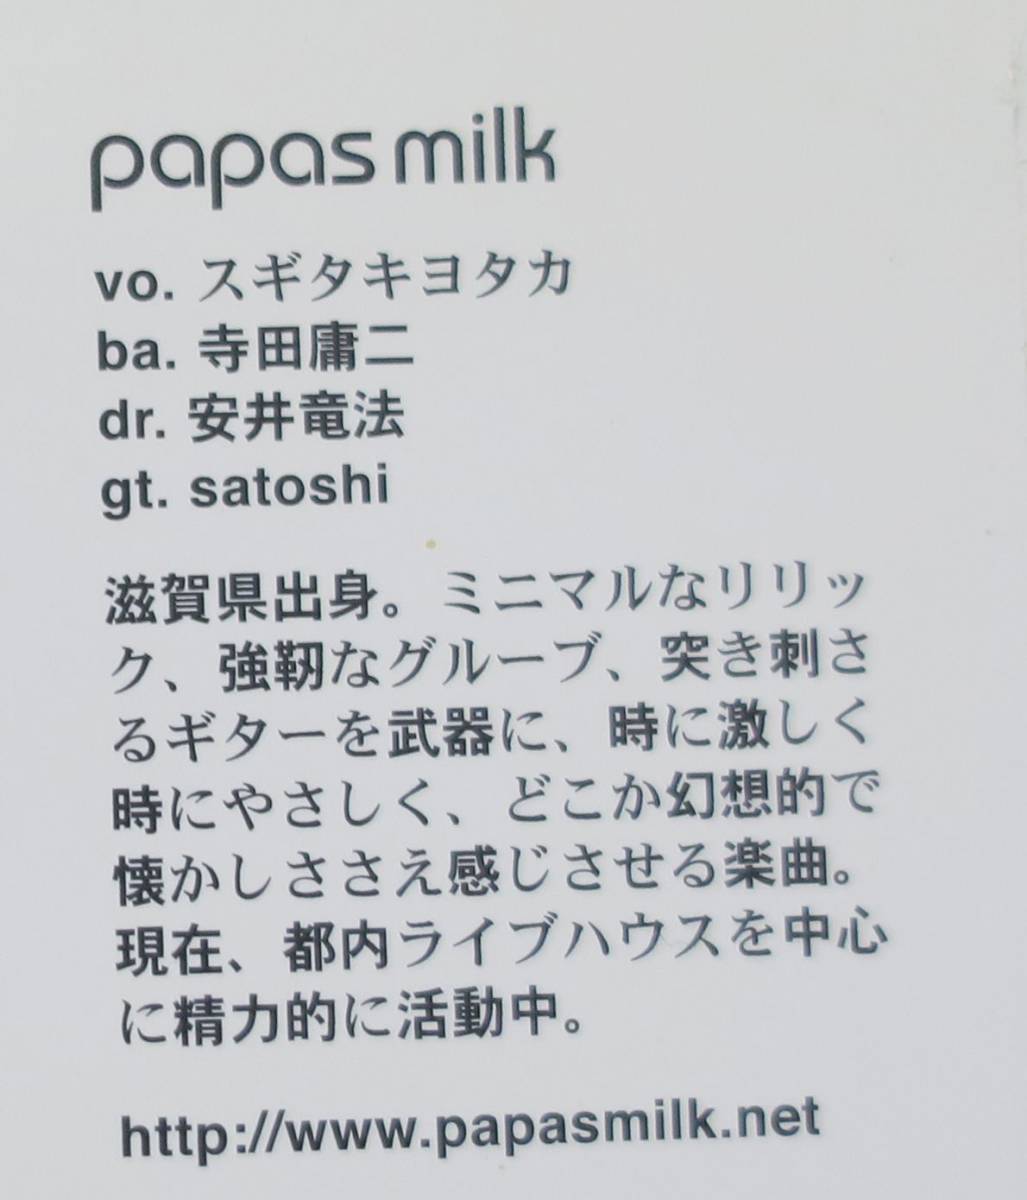 papas milk
vo. スギタキヨタカ
ba. 寺田庸二
dr. 安井竜法
gt. satoshi
滋賀県出身。ミニマルなリリッ
ク、強靭なグルーブ、突き刺さ
るギターを武器に、時に激しく
時にやさしく、どこか幻想的で
懐かしささえ感じさせる楽曲。
現在、都内ライブハウスを中心
に精力的に活動中。
http://www.papasmilk.net